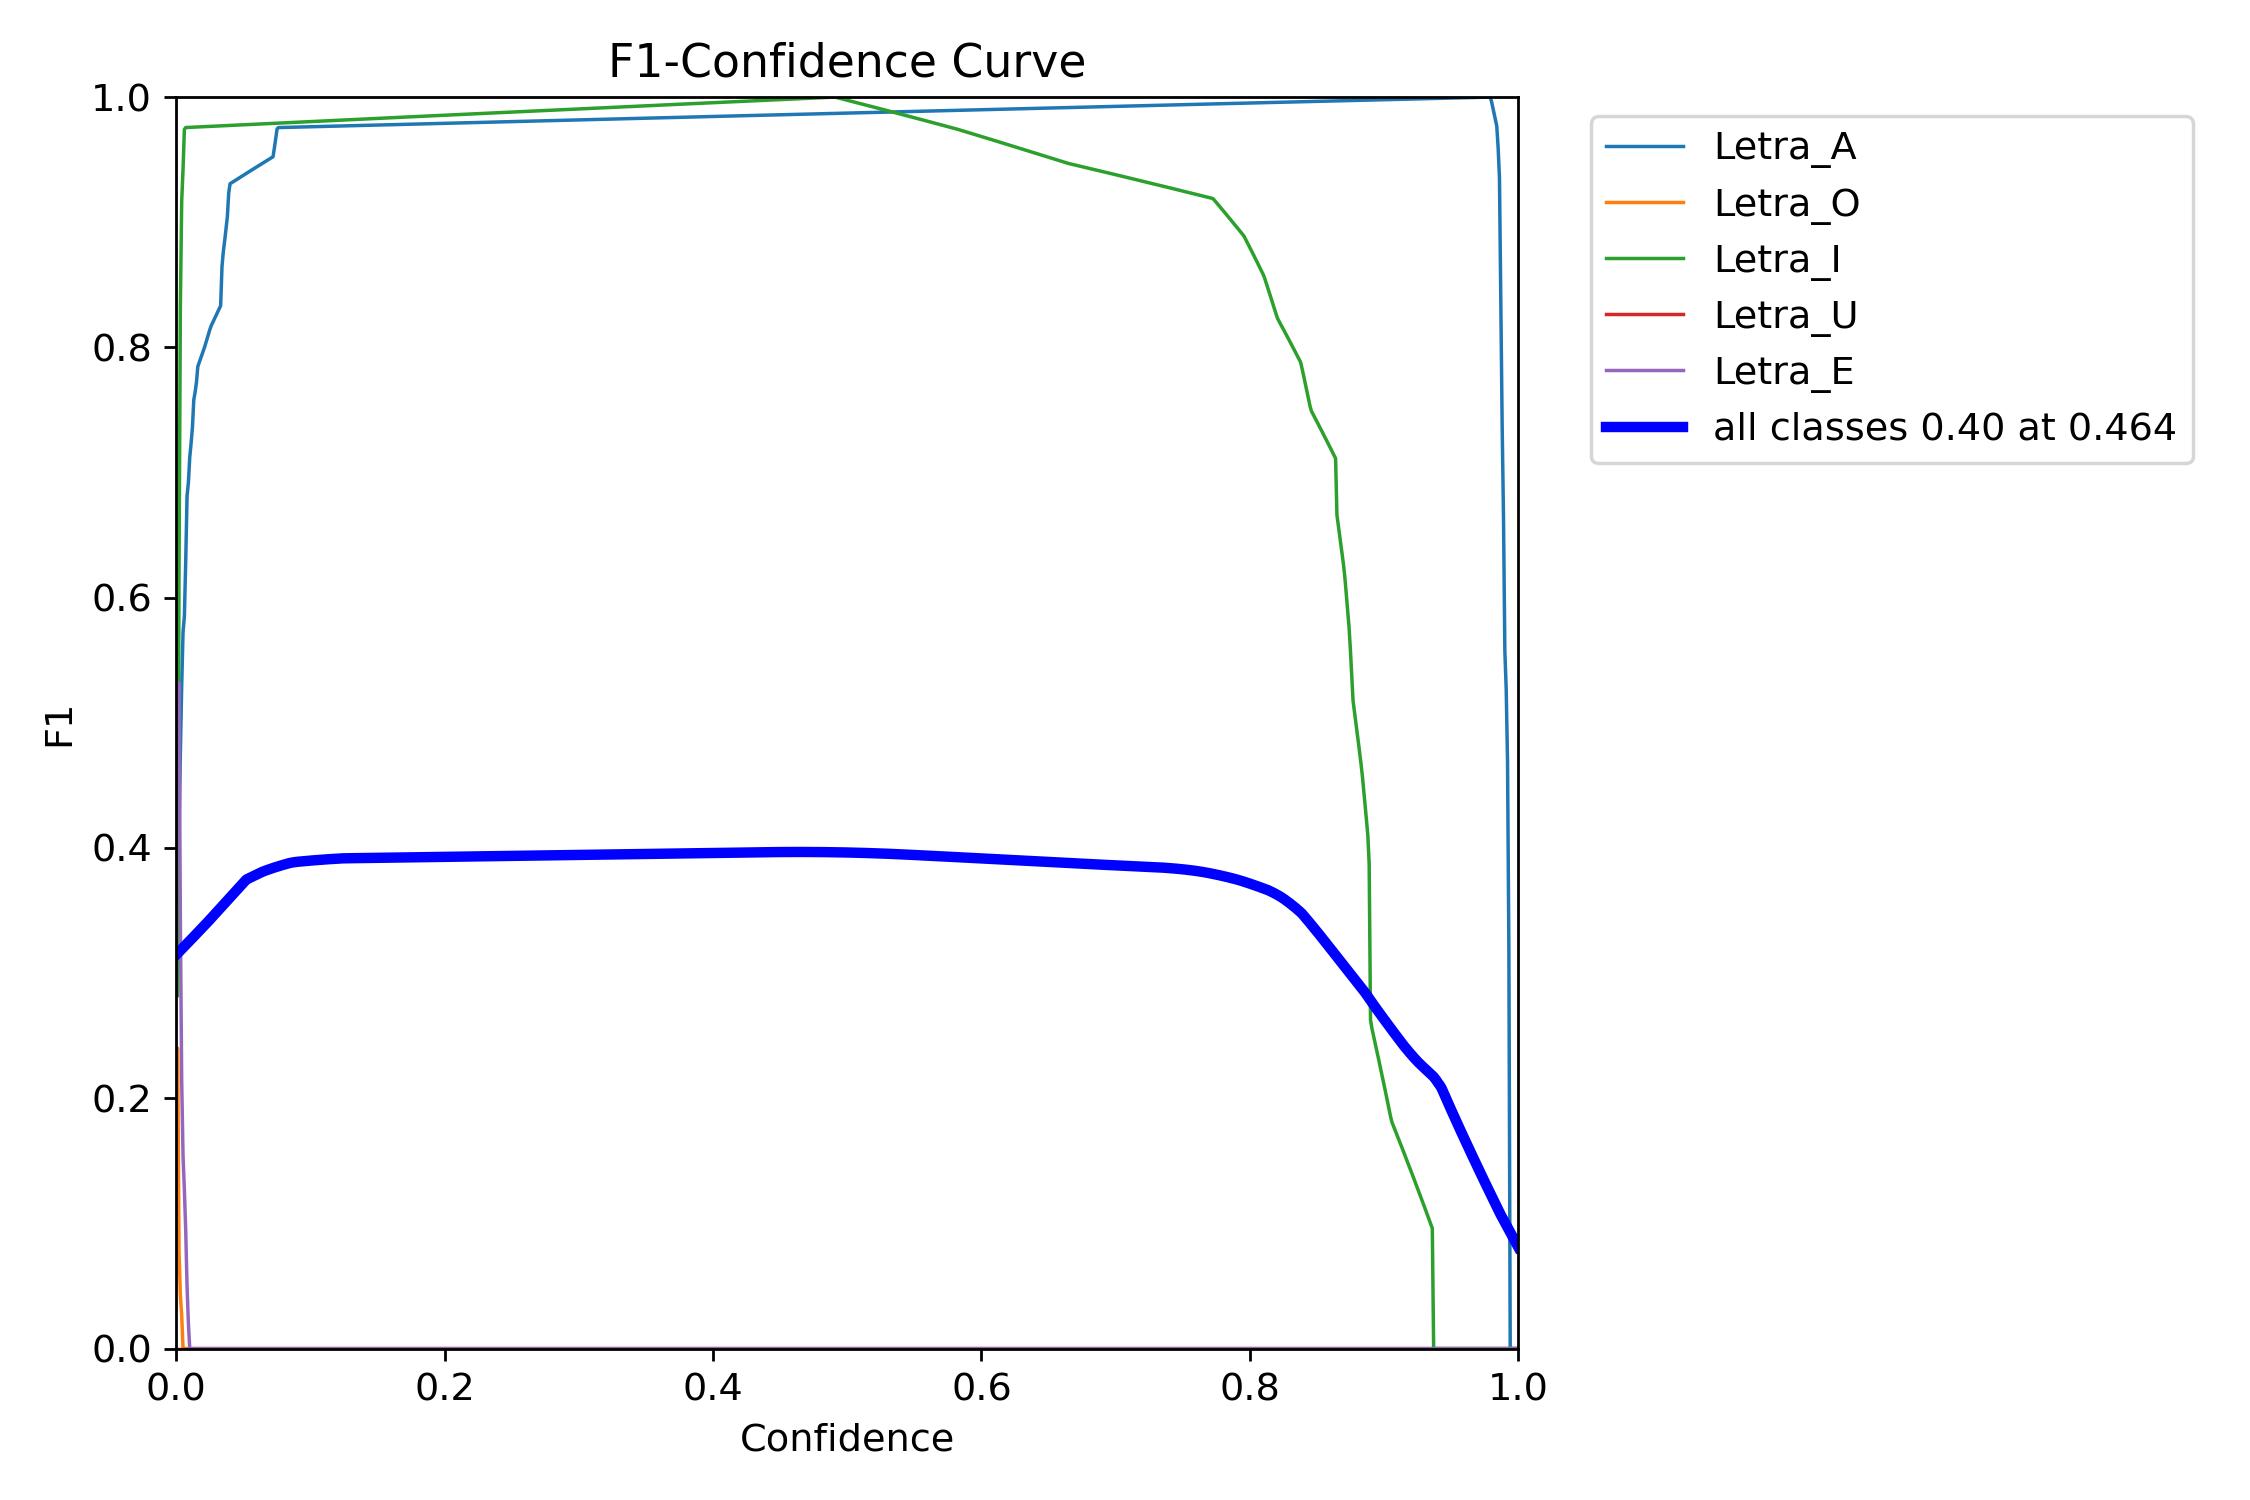 F1-Confidence Curve
1.0
0.8
0.6
0.4
0.2
0.0
F1
0.0 0.2 0.4 0.6 0.8 1.0
Confidence
Letra_A
Letra_O
Letra_I
Letra_U
Letra_E
all classes 0.40 at 0.464